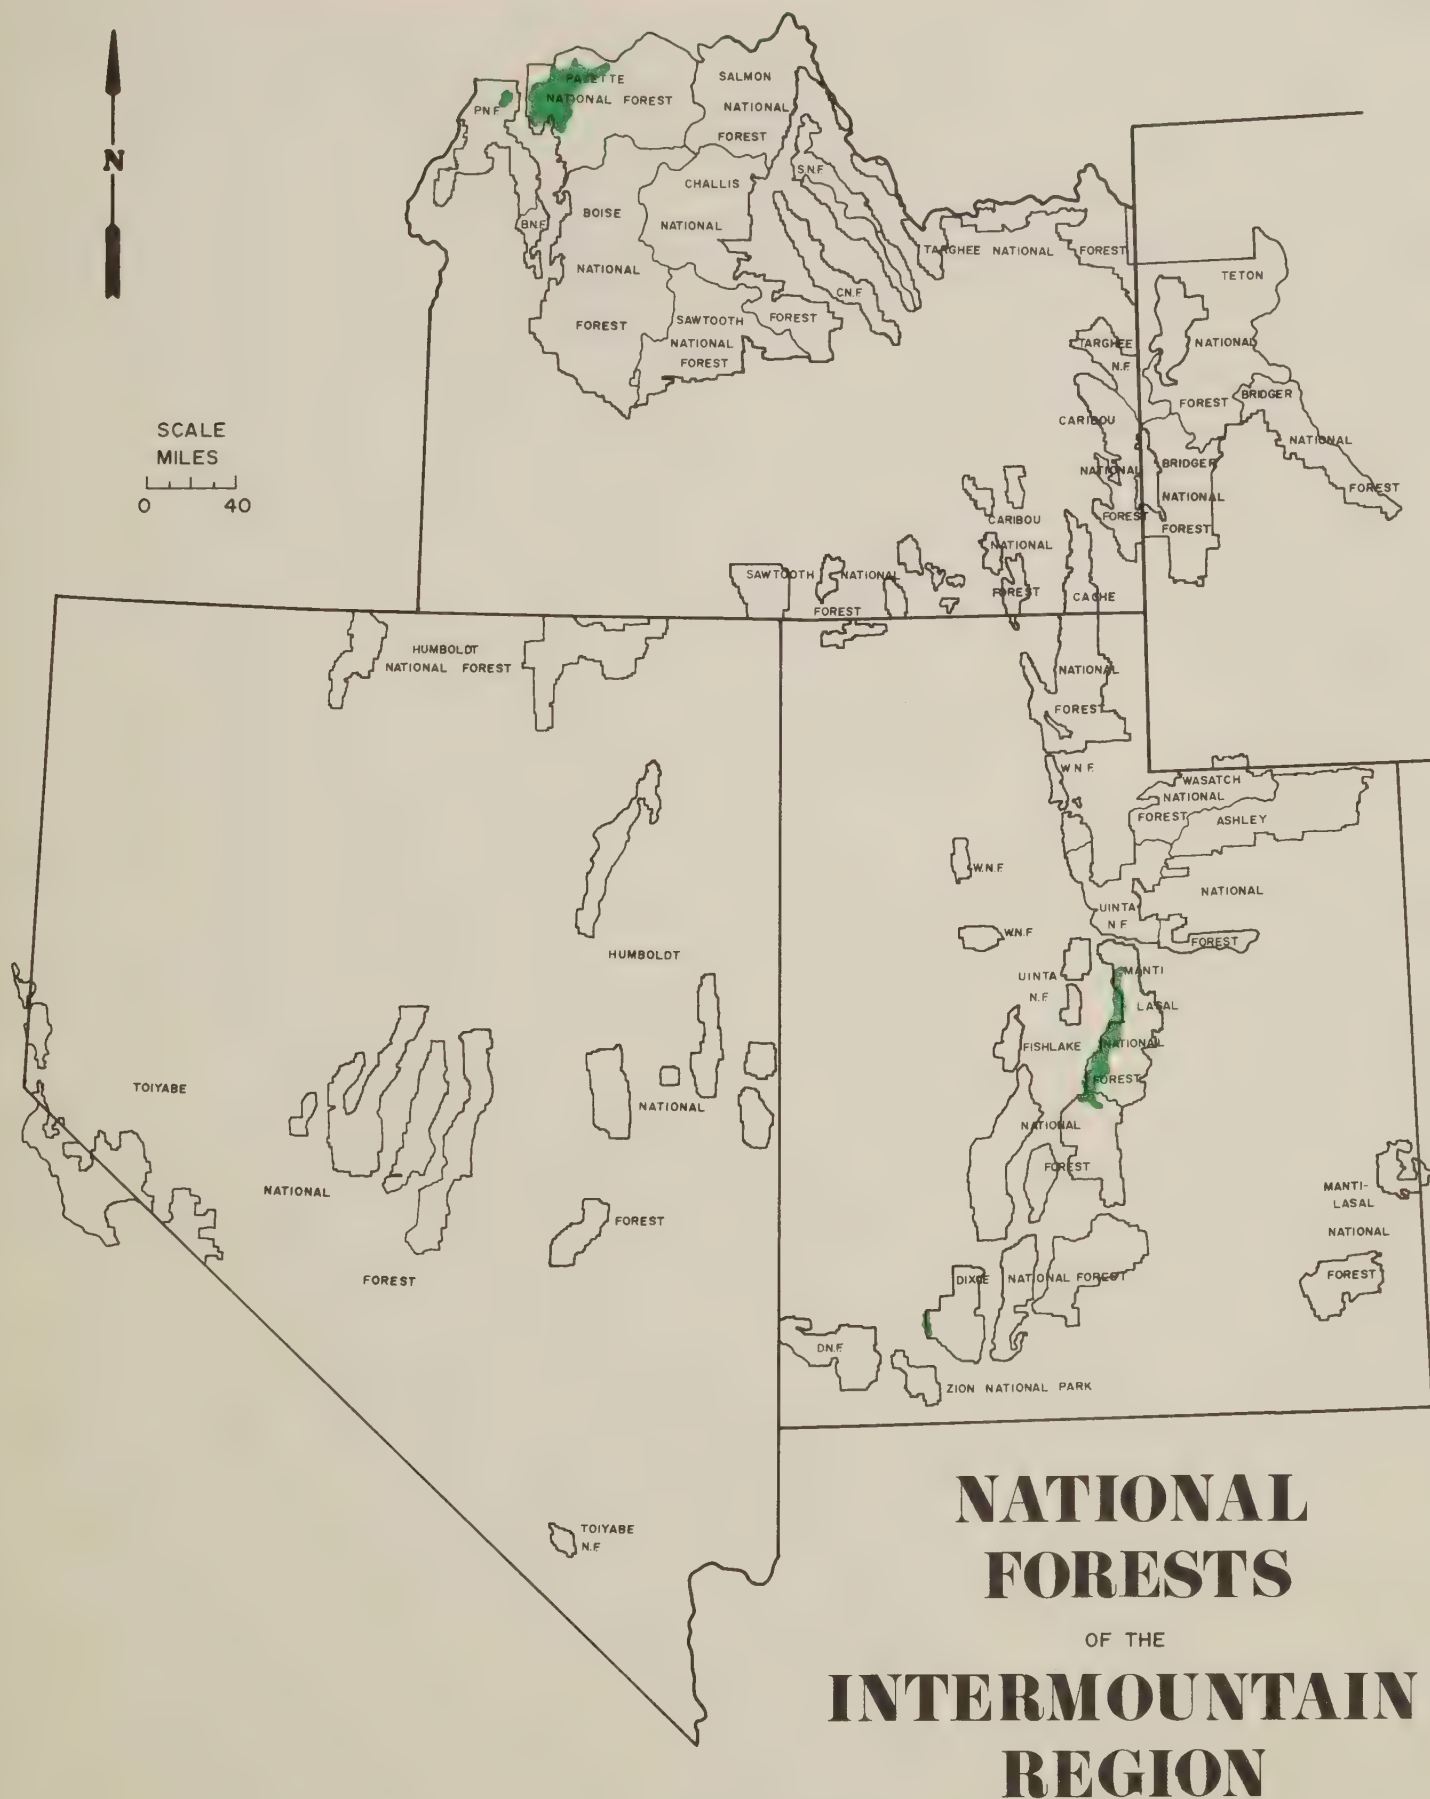 N
SCALE
MILES
0 40
P.N.F.
PAYETTE
NATIONAL FOREST
SALMON
NATIONAL
FOREST
S.N.F.
B.N.F.
BOISE
NATIONAL
FOREST
CHALLIS
NATIONAL
FOREST
C.N.F.
SAWTOOTH
NATIONAL
FOREST
TARGHEE NATIONAL FOREST
TETON
NATIONAL
FOREST
TARGHEE
N.F.
BRIDGER
NATIONAL
FOREST
CARIBOU
NATIONAL
FOREST
BRIDGER
NATIONAL
FOREST
CARIBOU
NATIONAL
FOREST
SAWTOOTH NATIONAL
FOREST
CACHE
NATIONAL
FOREST
HUMBOLDT
NATIONAL FOREST
W.N.F.
WASATCH
NATIONAL
FOREST
ASHLEY
NATIONAL
FOREST
W.N.F.
W.N.F.
UINTA
N.F.
UINTA
N.F.
MANTI
LASAL
NATIONAL
FOREST
FISHLAKE
NATIONAL
FOREST
HUMBOLDT
NATIONAL
FOREST
TOIYABE
NATIONAL
FOREST
MANTI-
LASAL
NATIONAL
FOREST
DIXIE NATIONAL FOREST
D.N.F.
ZION NATIONAL PARK
TOIYABE
N.F.
NATIONAL
FORESTS
OF THE
INTERMOUNTAIN
REGION